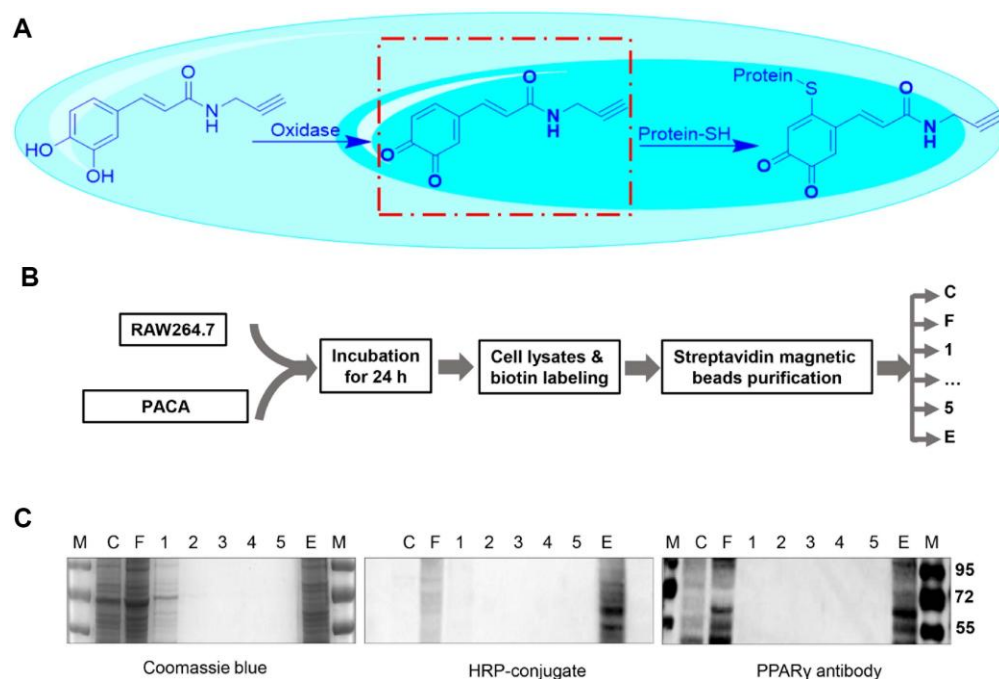 A
O
N
H
HO
OH
Oxidase
O
N
H
O
O
Protein-SH
Protein
S
O
N
H
O
O
B
RAW264.7
PACA
Incubation
for 24 h
Cell lysates &
biotin labeling
Streptavidin magnetic
beads purification
C
F
1
...
5
E
C
M C F 1 2 3 4 5 E M
C F 1 2 3 4 5 E
M C F 1 2 3 4 5 E M
95
72
55
Coomassie blue
HRP-conjugate
PPARγ antibody